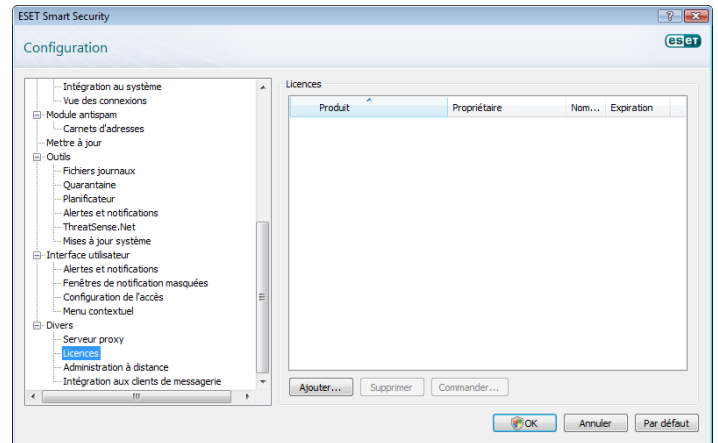 ESET Smart Security
Configuration
eset
Intégration au système
Vue des connexions
Module antispam
Carnets d'adresses
Mettre à jour
Outils
Fichiers journaux
Quarantaine
Planificateur
Alertes et notifications
ThreatSense.Net
Mises à jour système
Interface utilisateur
Alertes et notifications
Fenêtres de notification masquées
Configuration de l'accès
Menu contextuel
Divers
Serveur proxy
Licences
Administration à distance
Intégration aux clients de messagerie
Licences
Produit Propriétaire Nom... Expiration
Ajouter... Supprimer Commander...
OK Annuler Par défaut